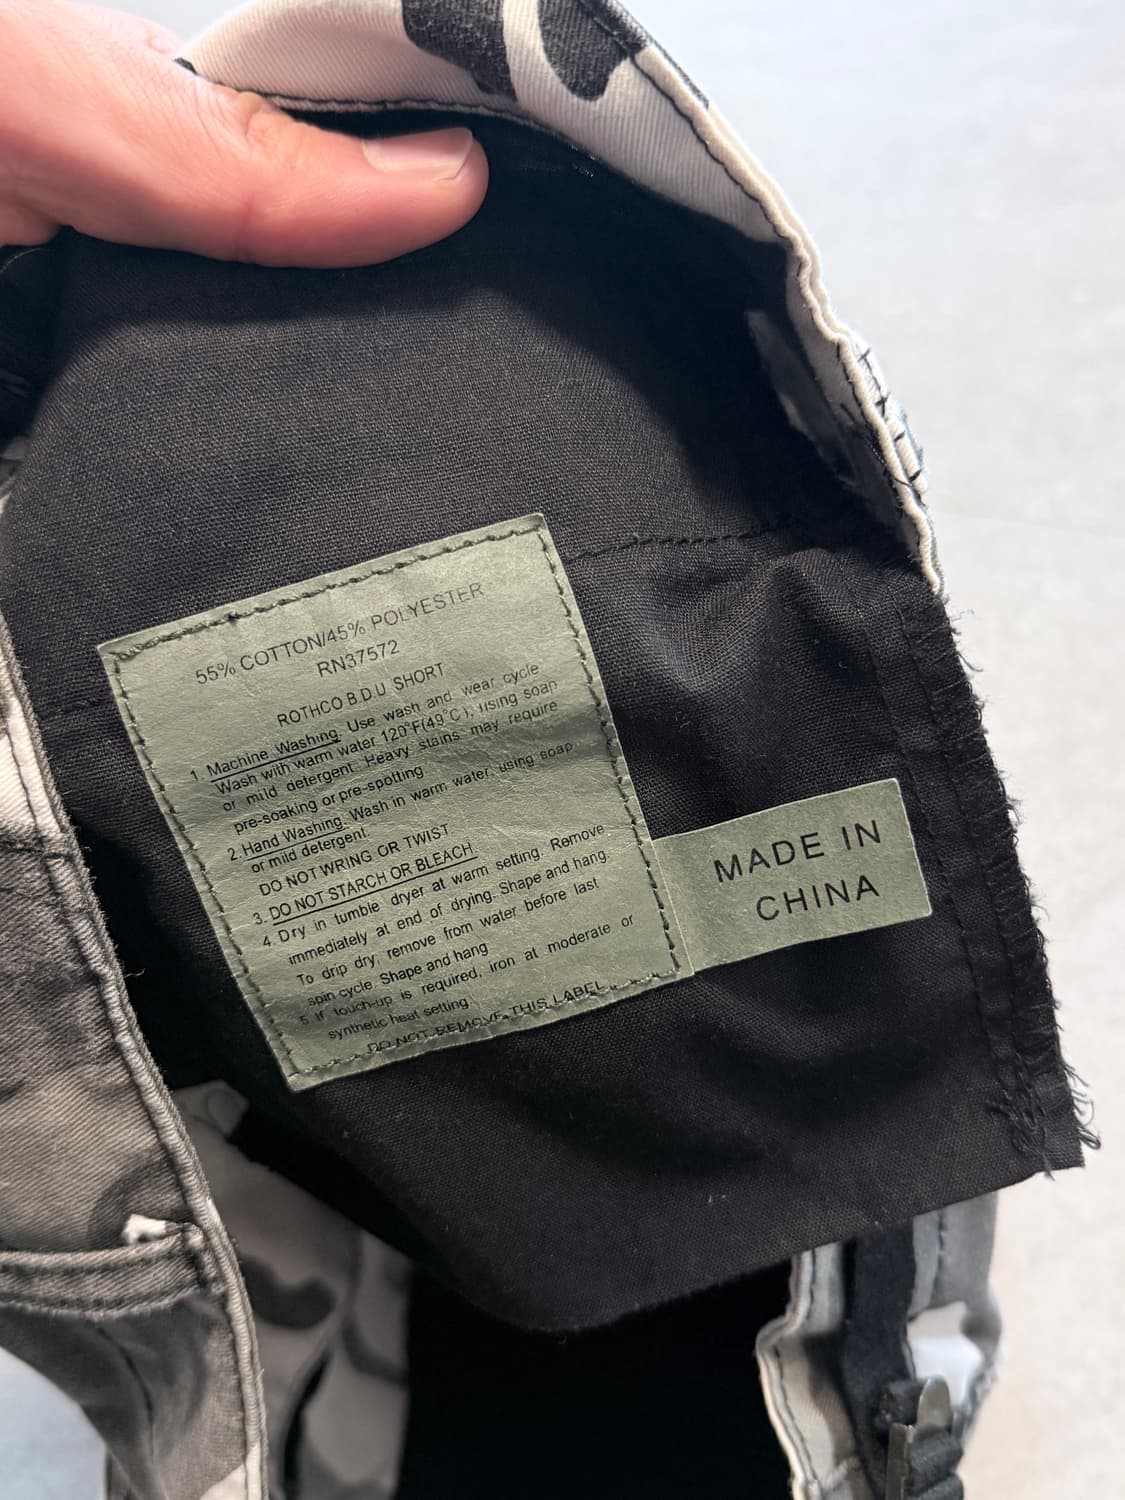 55% COTTON/45% POLYESTER
RN37572
ROTHCO B.D.U. SHORT
1. Machine Washing. Use wash and wear cycle
Wash with warm water 120°F(49°C), using soap
or mild detergent. Heavy stains may require
pre-soaking or pre-spotting
2. Hand Washing. Wash in warm water, using soap
or mild detergent.
DO NOT WRING OR TWIST
3. DO NOT STARCH OR BLEACH
4. Dry in tumble dryer at warm setting. Remove
immediately at end of drying. Shape and hang.
To drip dry, remove from water before last
spin cycle. Shape and hang
5. If touch-up is required, iron at moderate or
synthetic heat setting
DO NOT REMOVE THIS LABEL
MADE IN
CHINA